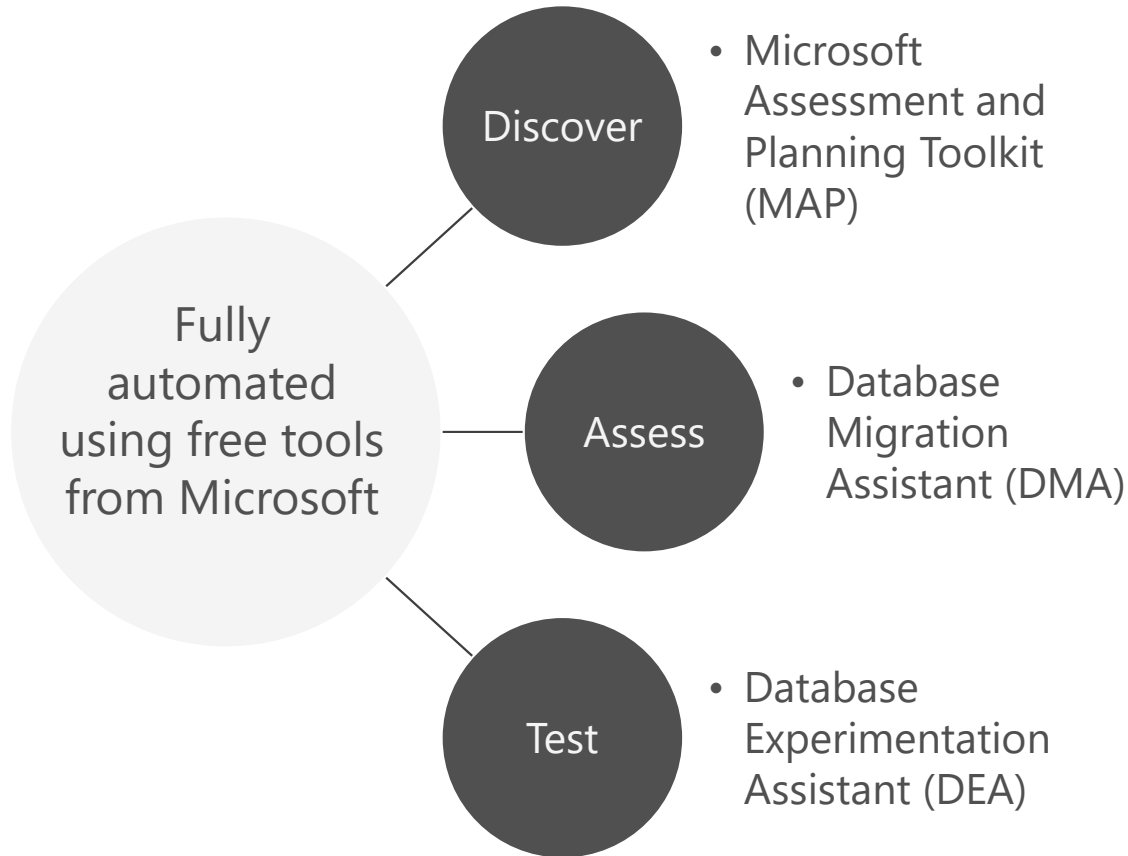 Fully
automated
using free tools
from Microsoft
Discover
• Microsoft
Assessment and
Planning Toolkit
(MAP)
Assess
• Database
Migration
Assistant (DMA)
Test
• Database
Experimentation
Assistant (DEA)